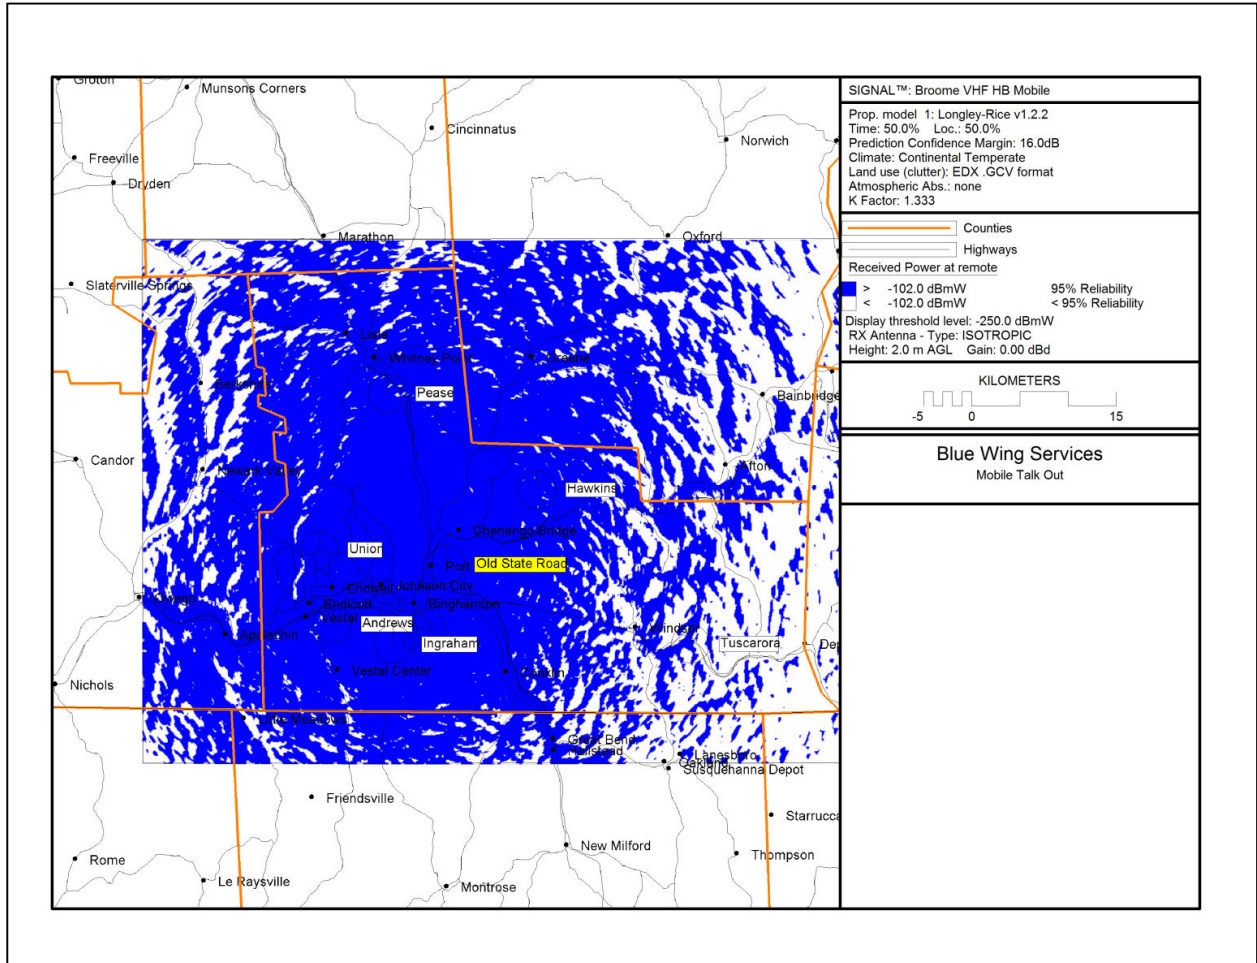 Groton
Munsons Corners
Cincinnatus
Norwich
Freeville
Dryden
Marathon
Oxford
Slaterville Springs
Lisle
Whitney Point
Greene
Berkshire
Pease
Bainbridge
Candor
Newark Valley
Afton
Hawkins
Chenango Bridge
Union
Port
Old State Road
Endwell
Johnson City
Owego
Endicott
Binghamton
Vestal
Andrews
Apalachin
Windsor
Ingraham
Tuscarora
Dep
Vestal Center
Conklin
Nichols
Little Meadows
Great Bend
Hallstead
Lanesboro
Oakland
Susquehanna Depot
Friendsville
Starrucca
New Milford
Thompson
Rome
Le Raysville
Montrose
SIGNAL™: Broome VHF HB Mobile
Prop. model 1: Longley-Rice v1.2.2
Time: 50.0% Loc.: 50.0%
Prediction Confidence Margin: 16.0dB
Climate: Continental Temperate
Land use (clutter): EDX .GCV format
Atmospheric Abs.: none
K Factor: 1.333
Counties
Highways
Received Power at remote
> -102.0 dBmW 95% Reliability
< -102.0 dBmW < 95% Reliability
Display threshold level: -250.0 dBmW
RX Antenna - Type: ISOTROPIC
Height: 2.0 m AGL Gain: 0.00 dBd
KILOMETERS
-5 0 15
Blue Wing Services
Mobile Talk Out